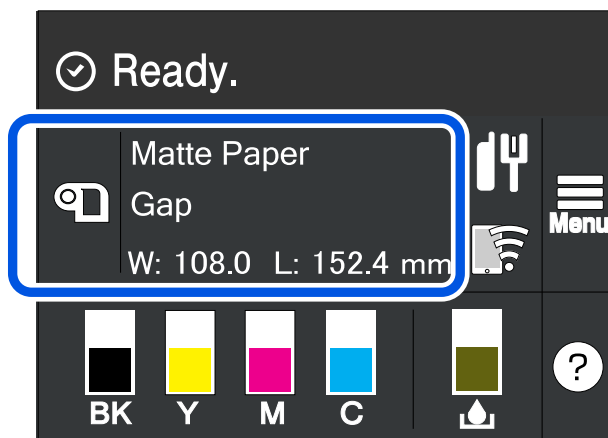 Ready.
Matte Paper
Gap
W: 108.0 L: 152.4 mm
Menu
BK Y M C
?